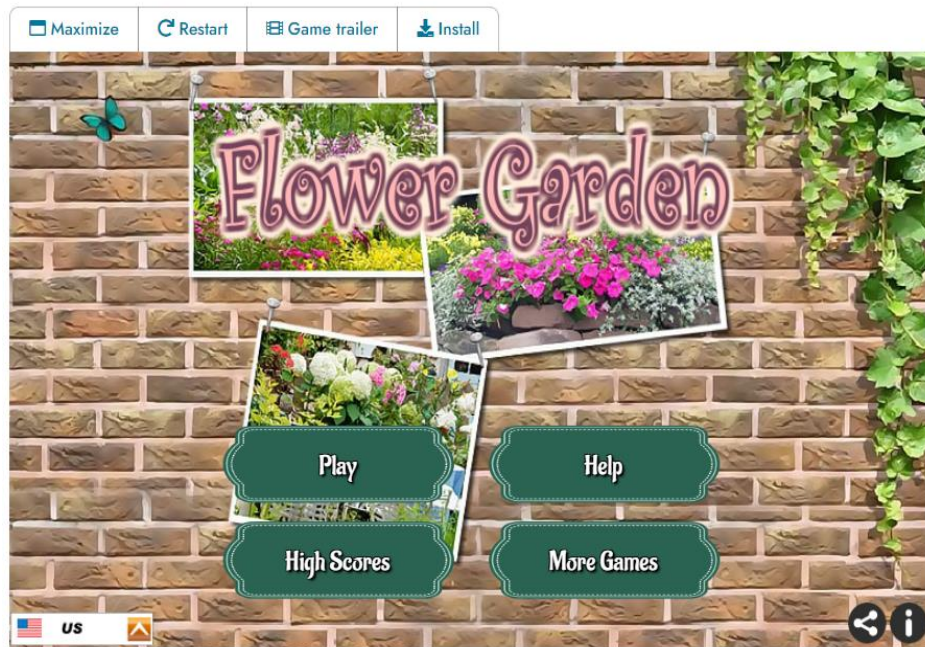 Maximize
Restart
Game trailer
Install
Flower Garden
Play
Help
High Scores
More Games
US